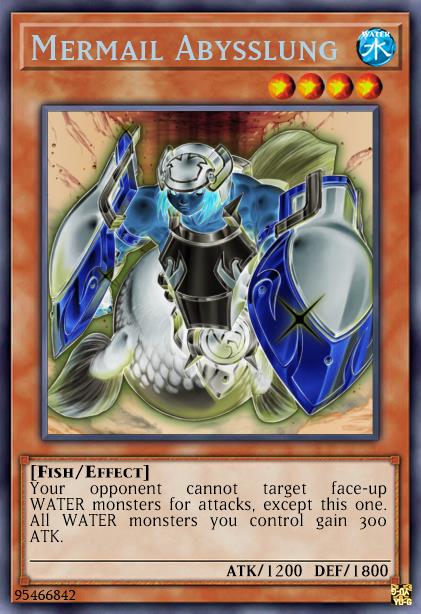 MERMAIL ABYSSLUNG
WATER
水
[FISH/EFFECT]
Your opponent cannot target face-up
WATER monsters for attacks, except this one.
All WATER monsters you control gain 300
ATK.
ATK/1200 DEF/1800
95466842